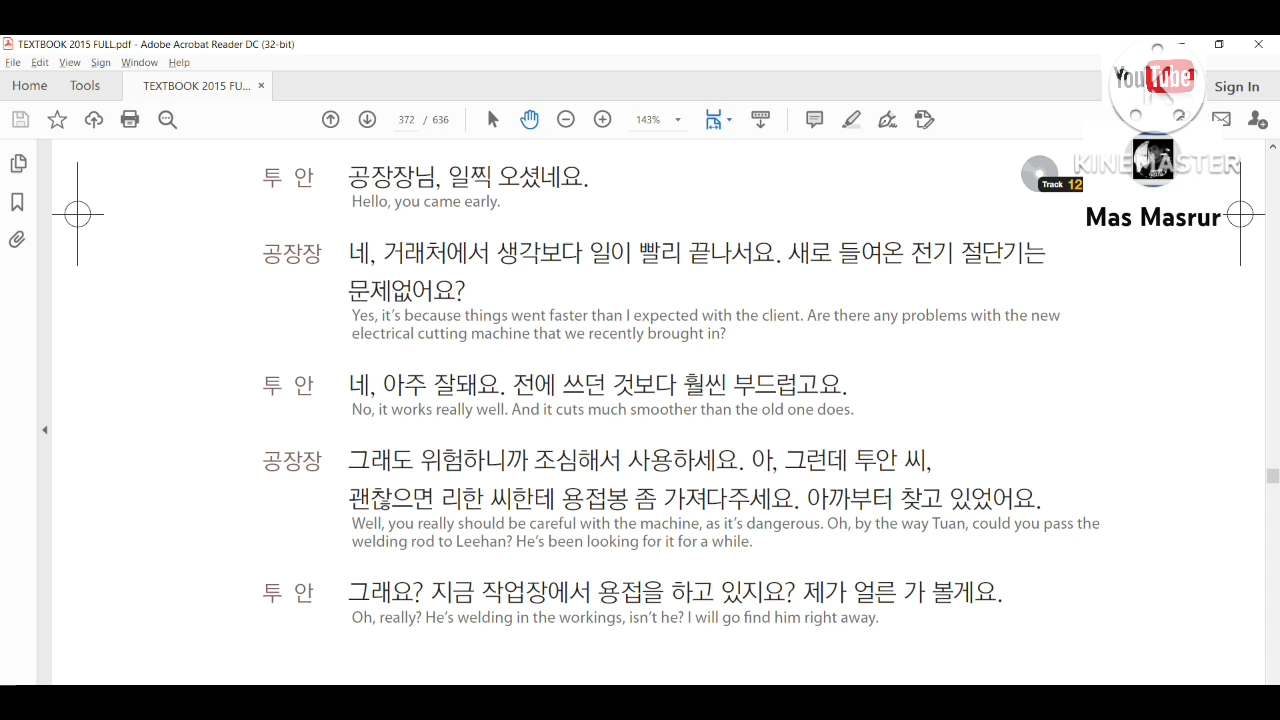 TEXTBOOK 2015 FULL.pdf - Adobe Acrobat Reader DC (32-bit)
File Edit View Sign Window Help
Home Tools TEXTBOOK 2015 FU... × Sign In
372 / 636 143%
YouTube
KINEMASTER
Mas Masrur
Track 12
투 안 공장장님, 일찍 오셨네요.
Hello, you came early.
공장장 네, 거래처에서 생각보다 일이 빨리 끝나서요. 새로 들여온 전기 절단기는
문제없어요?
Yes, it's because things went faster than I expected with the client. Are there any problems with the new
electrical cutting machine that we recently brought in?
투 안 네, 아주 잘돼요. 전에 쓰던 것보다 훨씬 부드럽고요.
No, it works really well. And it cuts much smoother than the old one does.
공장장 그래도 위험하니까 조심해서 사용하세요. 아, 그런데 투안 씨,
괜찮으면 리한 씨한테 용접봉 좀 가져다주세요. 아까부터 찾고 있었어요.
Well, you really should be careful with the machine, as it's dangerous. Oh, by the way Tuan, could you pass the
welding rod to Leehan? He's been looking for it for a while.
투 안 그래요? 지금 작업장에서 용접을 하고 있지요? 제가 얼른 가 볼게요.
Oh, really? He's welding in the workings, isn't he? I will go find him right away.